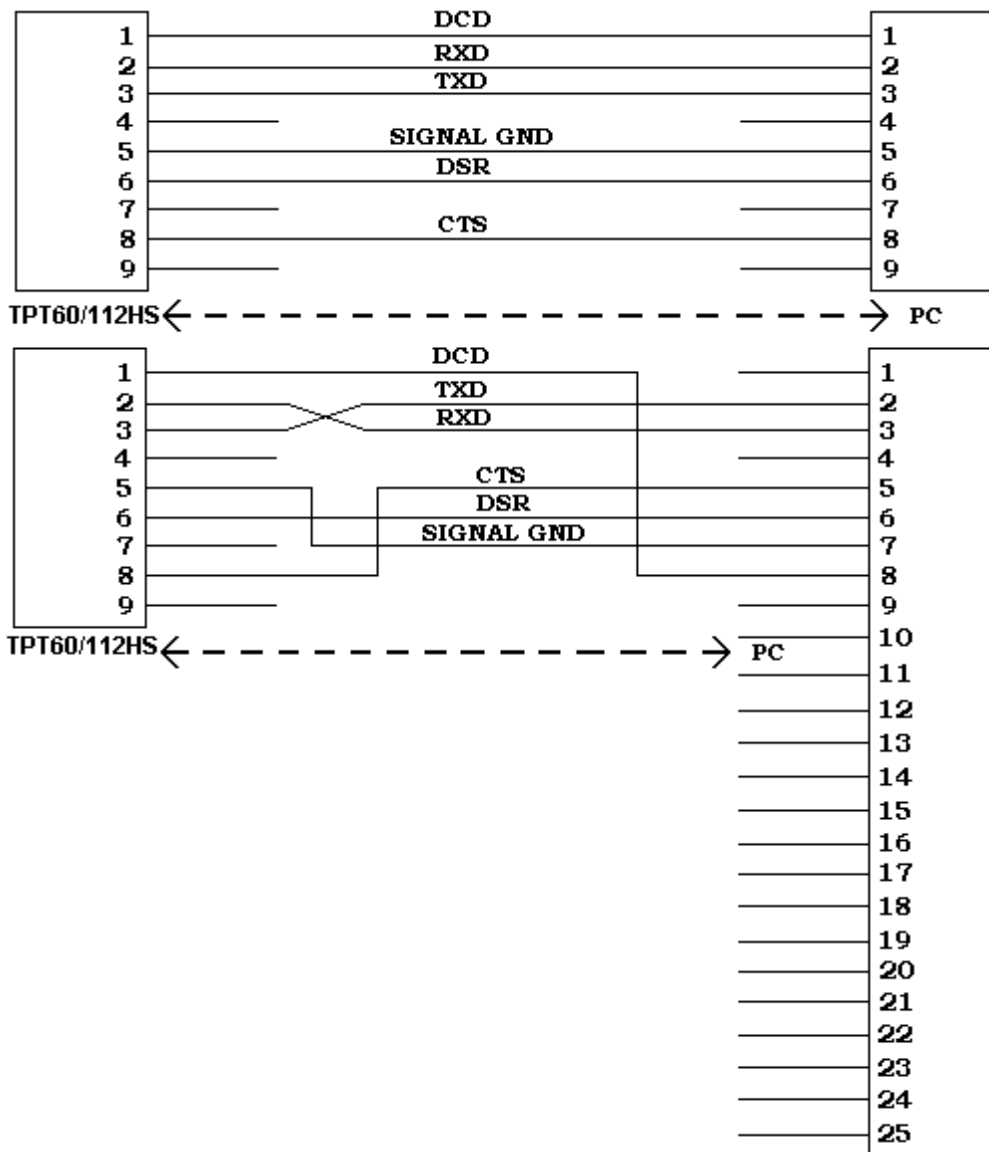 DCD
1 1
RXD
2 2
TXD
3 3
4 4
SIGNAL GND
5 5
DSR
6 6
7 7
CTS
8 8
9 9
TPT60/112HS PC
DCD
1 1
TXD
2 2
RXD
3 3
4 4
CTS
5 5
DSR
6 6
SIGNAL GND
7 7
8 8
9 9
TPT60/112HS PC
10
11
12
13
14
15
16
17
18
19
20
21
22
23
24
25